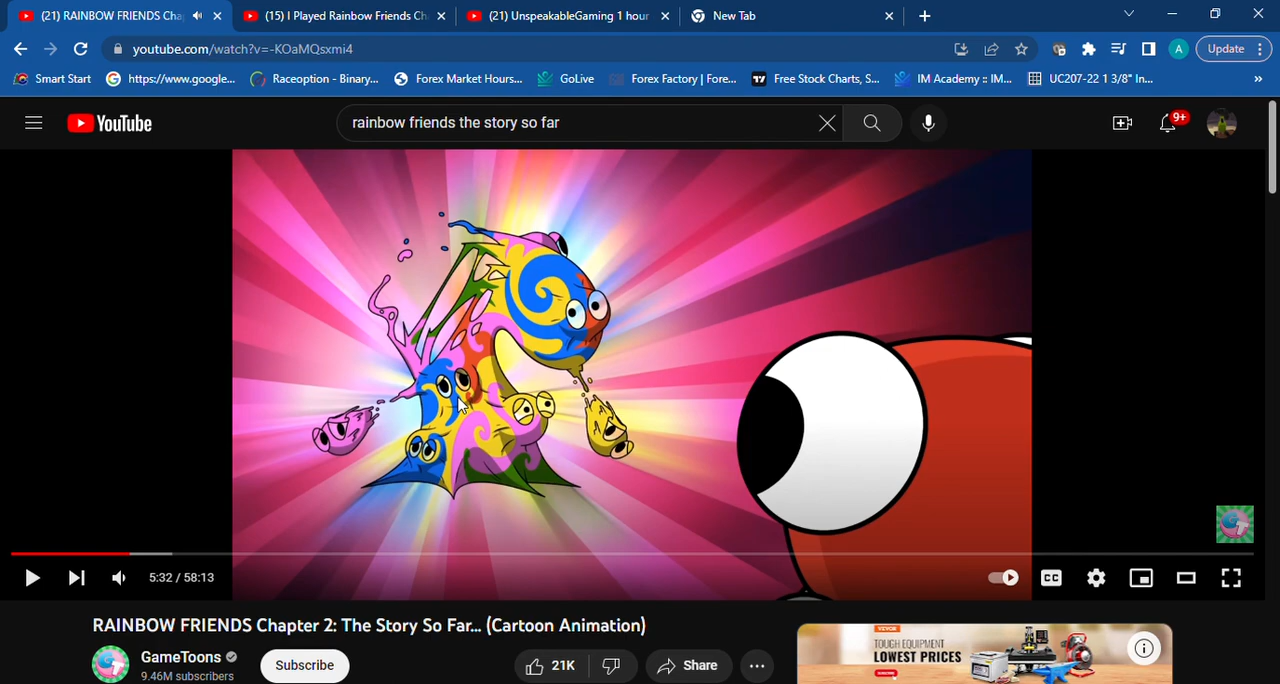 (21) RAINBOW FRIENDS Cha
(15) I Played Rainbow Friends Ch
(21) UnspeakableGaming 1 hour
New Tab
youtube.com/watch?v=-KOaMQsxmi4
A
Update
Smart Start
https://www.google...
Raceoption - Binary...
Forex Market Hours...
GoLive
Forex Factory | Fore...
Free Stock Charts, S...
IM Academy :: IM...
UC207-22 1 3/8" In...
YouTube
rainbow friends the story so far
9+
GT
5:32 / 58:13
CC
RAINBOW FRIENDS Chapter 2: The Story So Far... (Cartoon Animation)
GameToons
9.46M subscribers
Subscribe
21K
Share
VEVOR
TOUGH EQUIPMENT
LOWEST PRICES